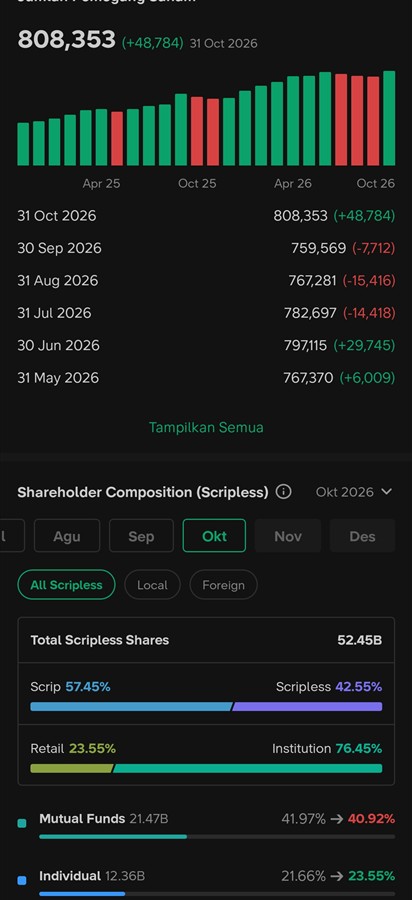 Jumlah Pemegang Saham
808,353 (+48,784) 31 Oct 2026
Apr 25 Oct 25 Apr 26 Oct 26
31 Oct 2026 808,353 (+48,784)
30 Sep 2026 759,569 (-7,712)
31 Aug 2026 767,281 (-15,416)
31 Jul 2026 782,697 (-14,418)
30 Jun 2026 797,115 (+29,745)
31 May 2026 767,370 (+6,009)
Tampilkan Semua
Shareholder Composition (Scripless) Okt 2026
l Agu Sep Okt Nov Des
All Scripless Local Foreign
Total Scripless Shares 52.45B
Scrip 57.45% Scripless 42.55%
Retail 23.55% Institution 76.45%
Mutual Funds 21.47B 41.97% → 40.92%
Individual 12.36B 21.66% → 23.55%